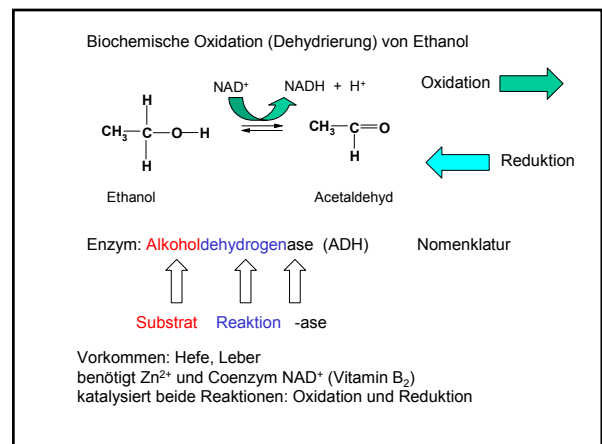 Biochemische Oxidation (Dehydrierung) von Ethanol
NAD⁺ NADH + H⁺
Oxidation
H
CH₃ C O H
H
CH₃ C O
H
Reduktion
Ethanol Acetaldehyd
Enzym: Alkoholdehydrogenase (ADH) Nomenklatur
Substrat Reaktion -ase
Vorkommen: Hefe, Leber
benötigt Zn²⁺ und Coenzym NAD⁺ (Vitamin B₂)
katalysiert beide Reaktionen: Oxidation und Reduktion